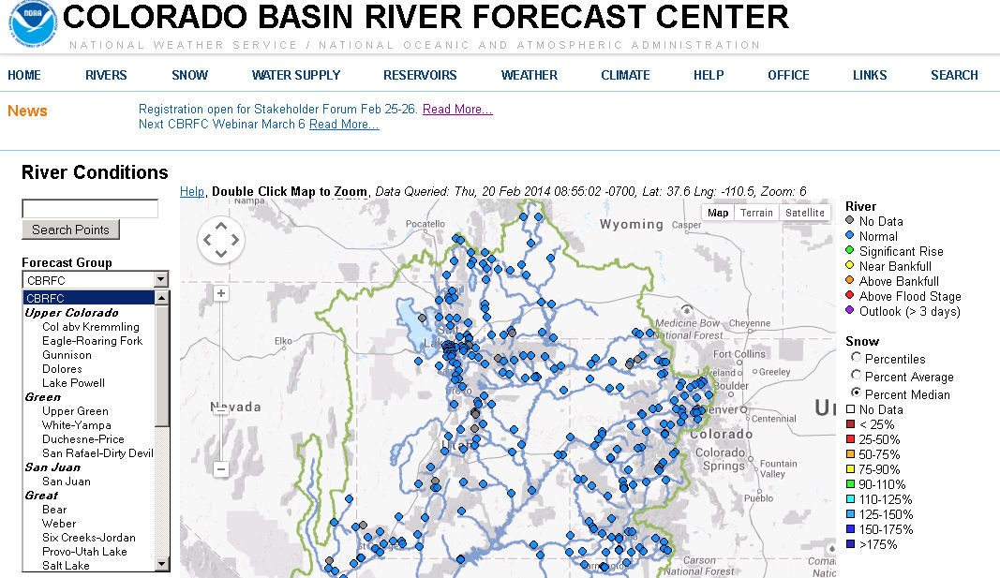 NOAA
COLORADO BASIN RIVER FORECAST CENTER
NATIONAL WEATHER SERVICE / NATIONAL OCEANIC AND ATMOSPHERIC ADMINISTRATION
HOME RIVERS SNOW WATER SUPPLY RESERVOIRS WEATHER CLIMATE HELP OFFICE LINKS SEARCH
News
Registration open for Stakeholder Forum Feb 25-26. Read More...
Next CBRFC Webinar March 6 Read More...
River Conditions
Help, Double Click Map to Zoom, Data Queried: Thu, 20 Feb 2014 08:55:02 -0700, Lat: 37.6 Lng: -110.5, Zoom: 6
Search Points
Forecast Group
CBRFC
CBRFC
Upper Colorado
Col abv Kremmling
Eagle-Roaring Fork
Gunnison
Dolores
Lake Powell
Green
Upper Green
White-Yampa
Duchesne-Price
San Rafael-Dirty Devil
San Juan
San Juan
Great
Bear
Weber
Six Creeks-Jordan
Provo-Utah Lake
Salt Lake
Map Terrain Satellite
Nampa
Pocatello
Wyoming
Casper
Medicine Bow
National Forest
Cheyenne
Elko
Fort Collins
Greeley
Boulder
Nevada
Centennial
Colorado
Utah
Colorado
Springs
Fountain
Valley
Pueblo
Carson
National Forest
River
No Data
Normal
Significant Rise
Near Bankfull
Above Bankfull
Above Flood Stage
Outlook (> 3 days)
Snow
Percentiles
Percent Average
Percent Median
No Data
< 25%
25-50%
50-75%
75-90%
90-110%
110-125%
125-150%
150-175%
>175%